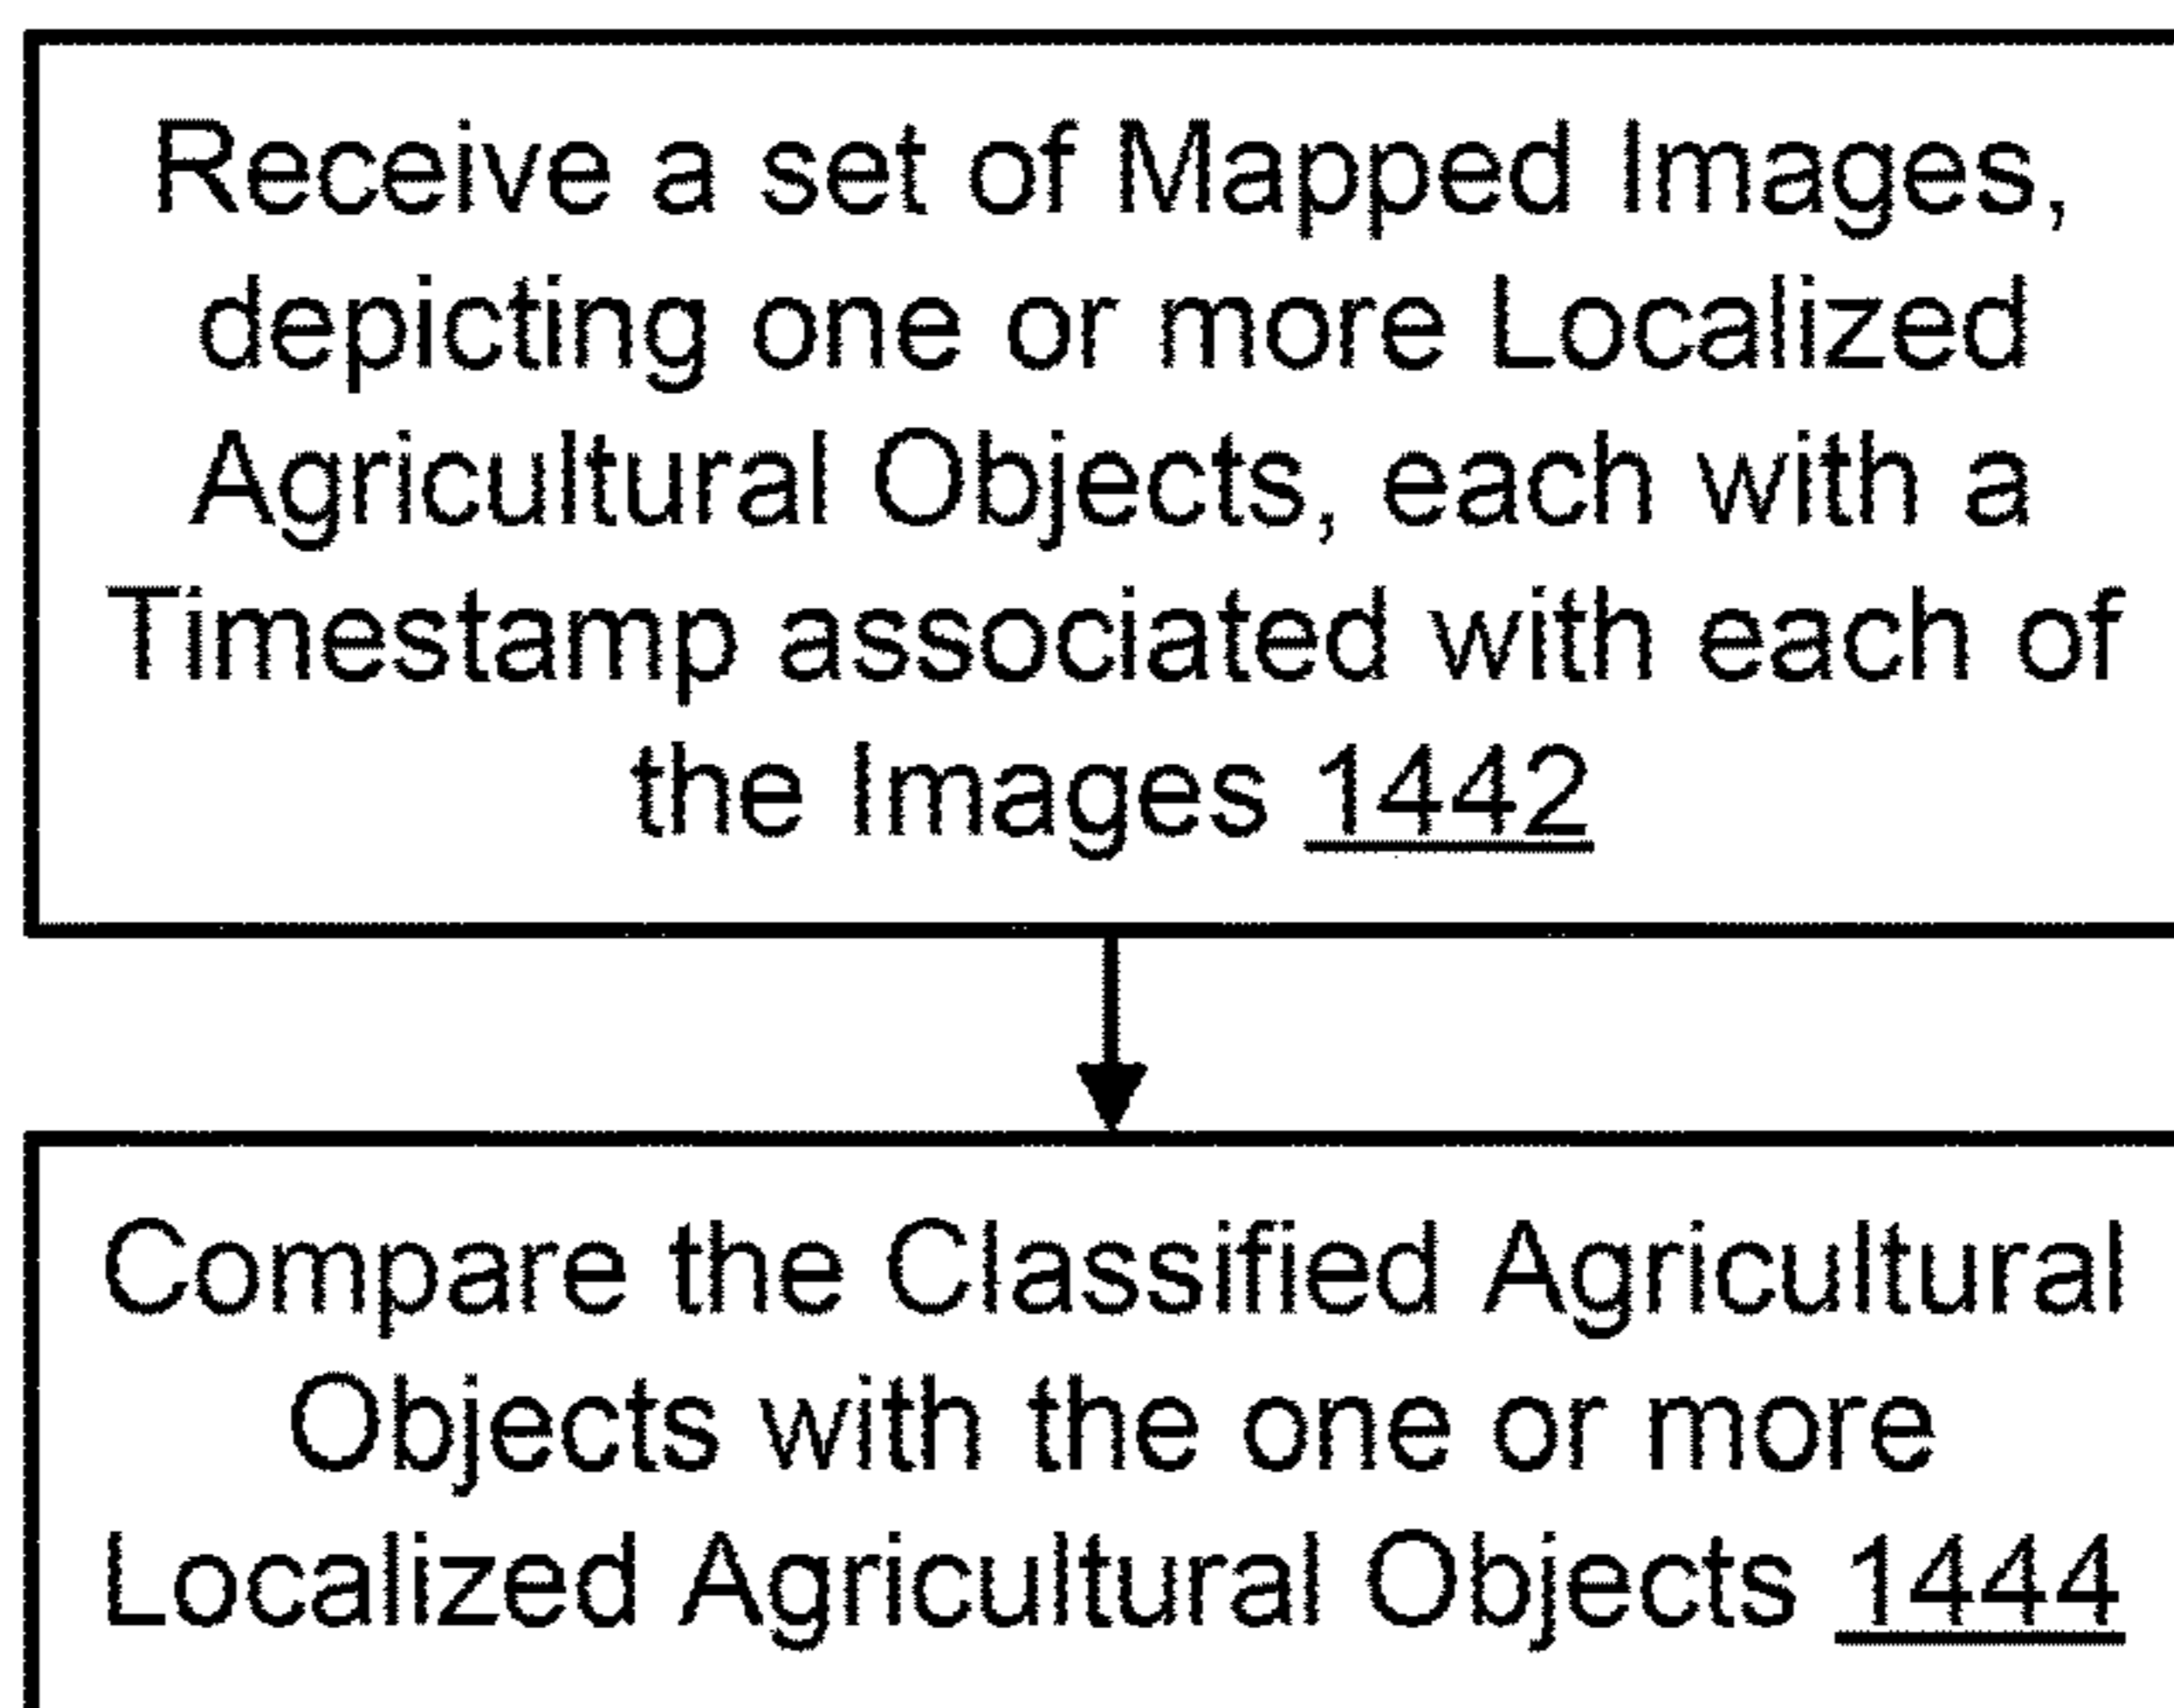 Receive a set of Mapped Images,
depicting one or more Localized
Agricultural Objects, each with a
Timestamp associated with each of
the Images 1442
Compare the Classified Agricultural
Objects with the one or more
Localized Agricultural Objects 1444